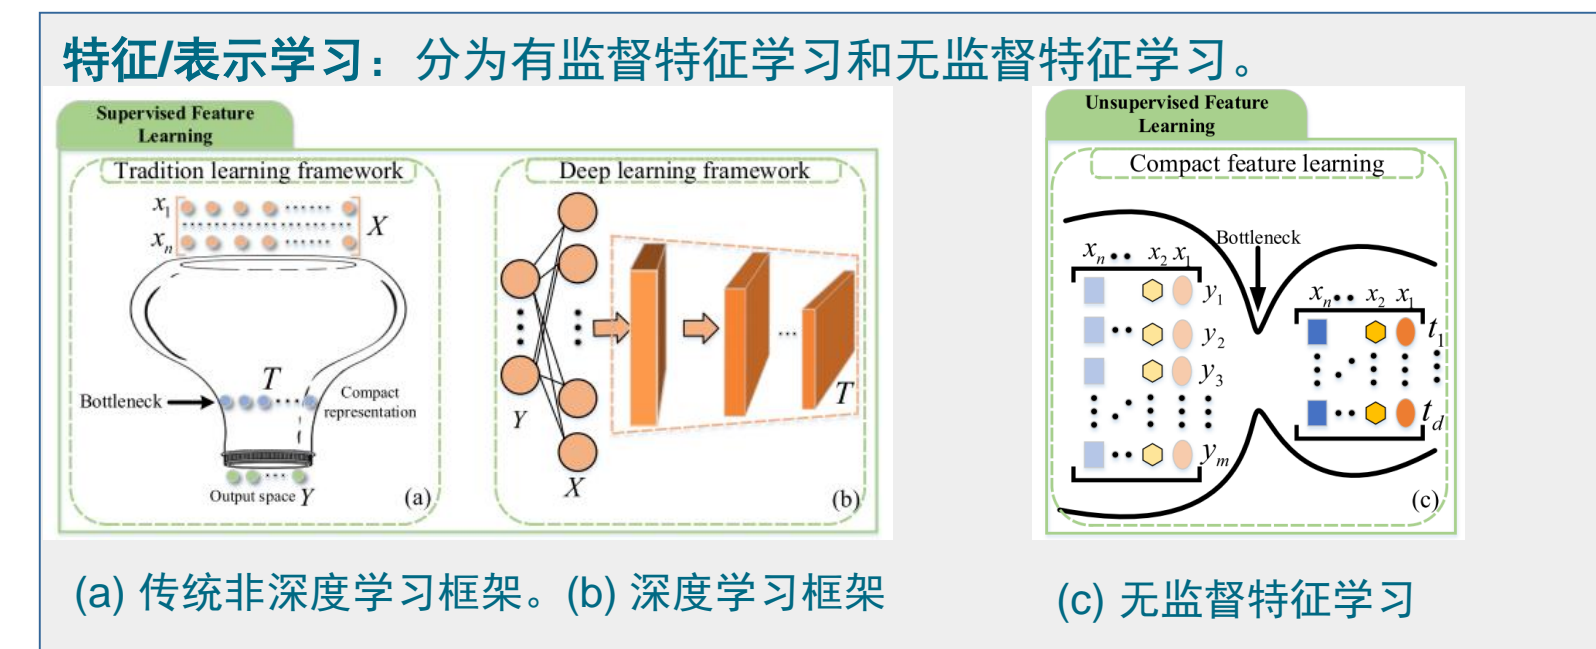 特征/表示学习：分为有监督特征学习和无监督特征学习。
Supervised Feature
Learning
Tradition learning framework
x1
xn
X
T
Bottleneck
Compact
representation
Output space Y
(a)
Deep learning framework
Y
X
T
...
(b)
Unsupervised Feature
Learning
Compact feature learning
Bottleneck
xn •• x2 x1
y1
y2
y3
ym
xn •• x2 x1
t1
td
(c)
(a) 传统非深度学习框架。(b) 深度学习框架
(c) 无监督特征学习